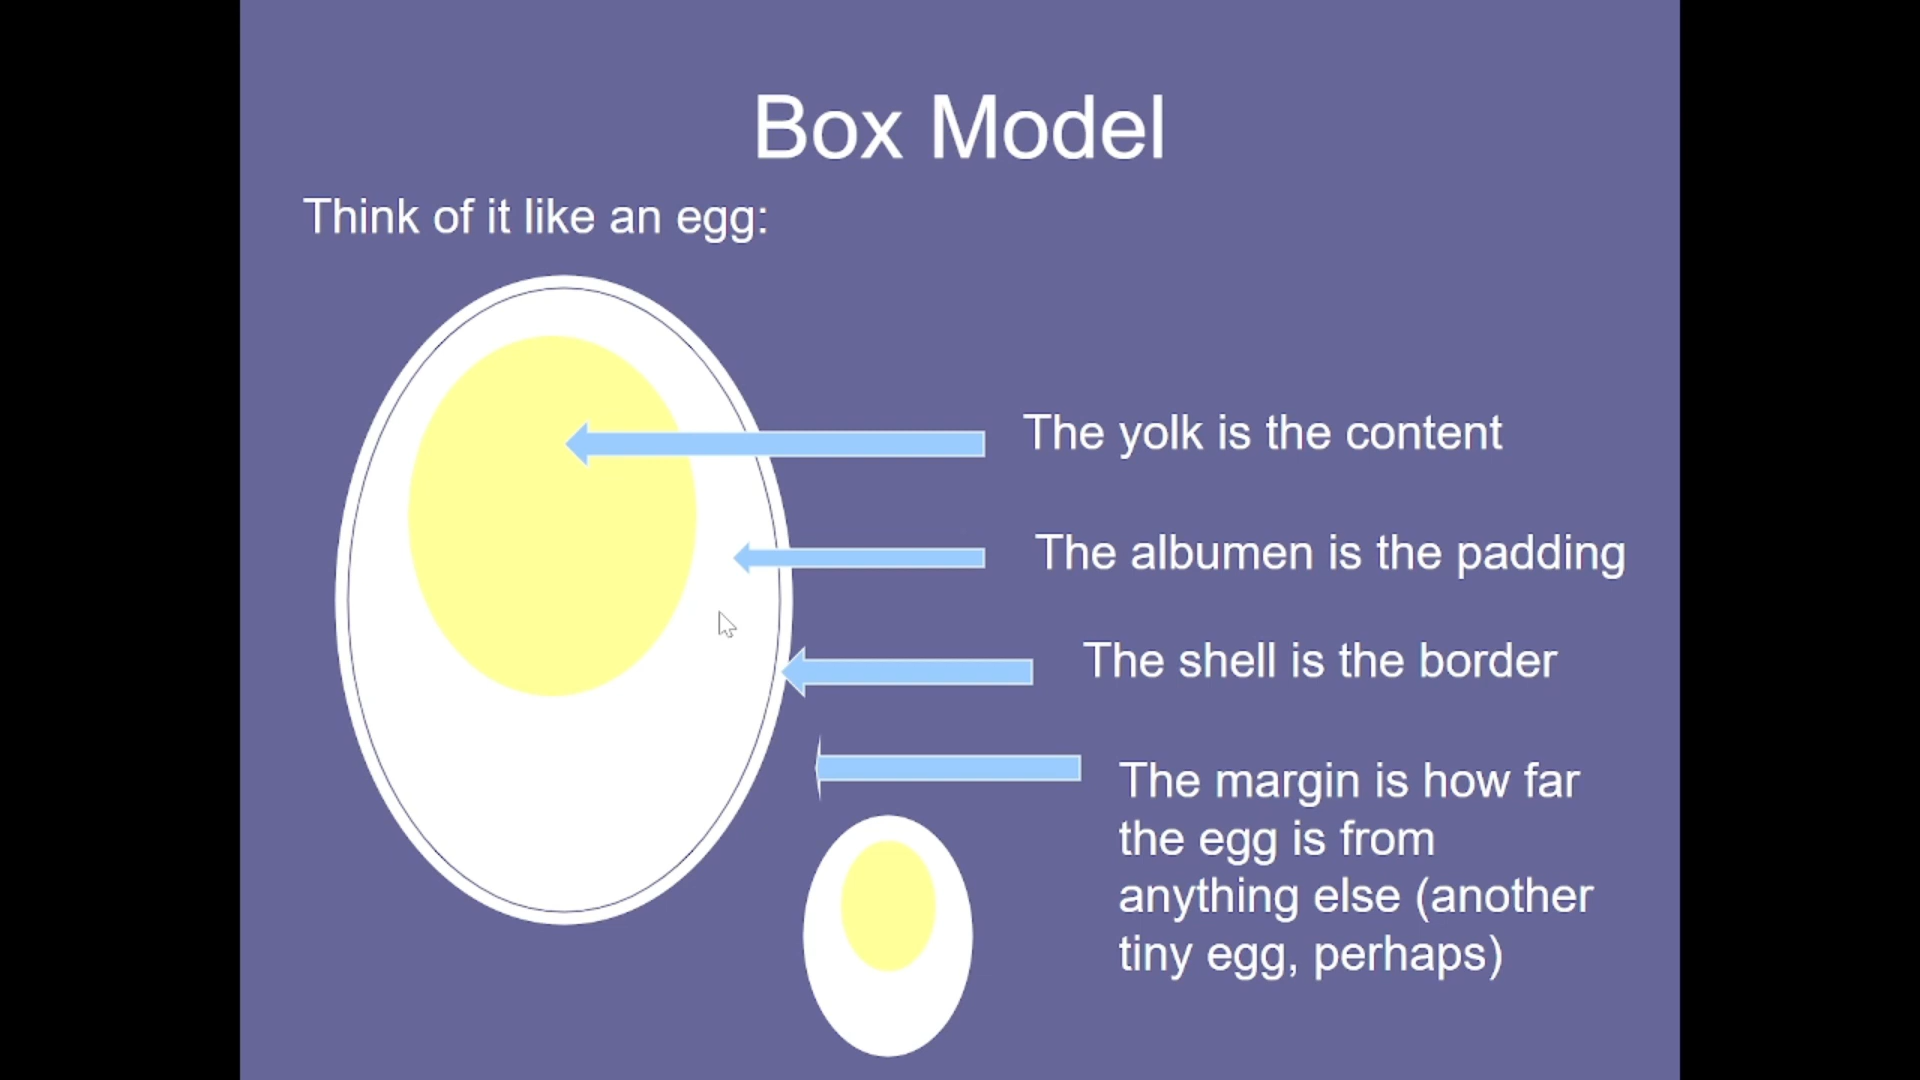 Box Model
Think of it like an egg:
The yolk is the content
The albumen is the padding
The shell is the border
The margin is how far
the egg is from
anything else (another
tiny egg, perhaps)